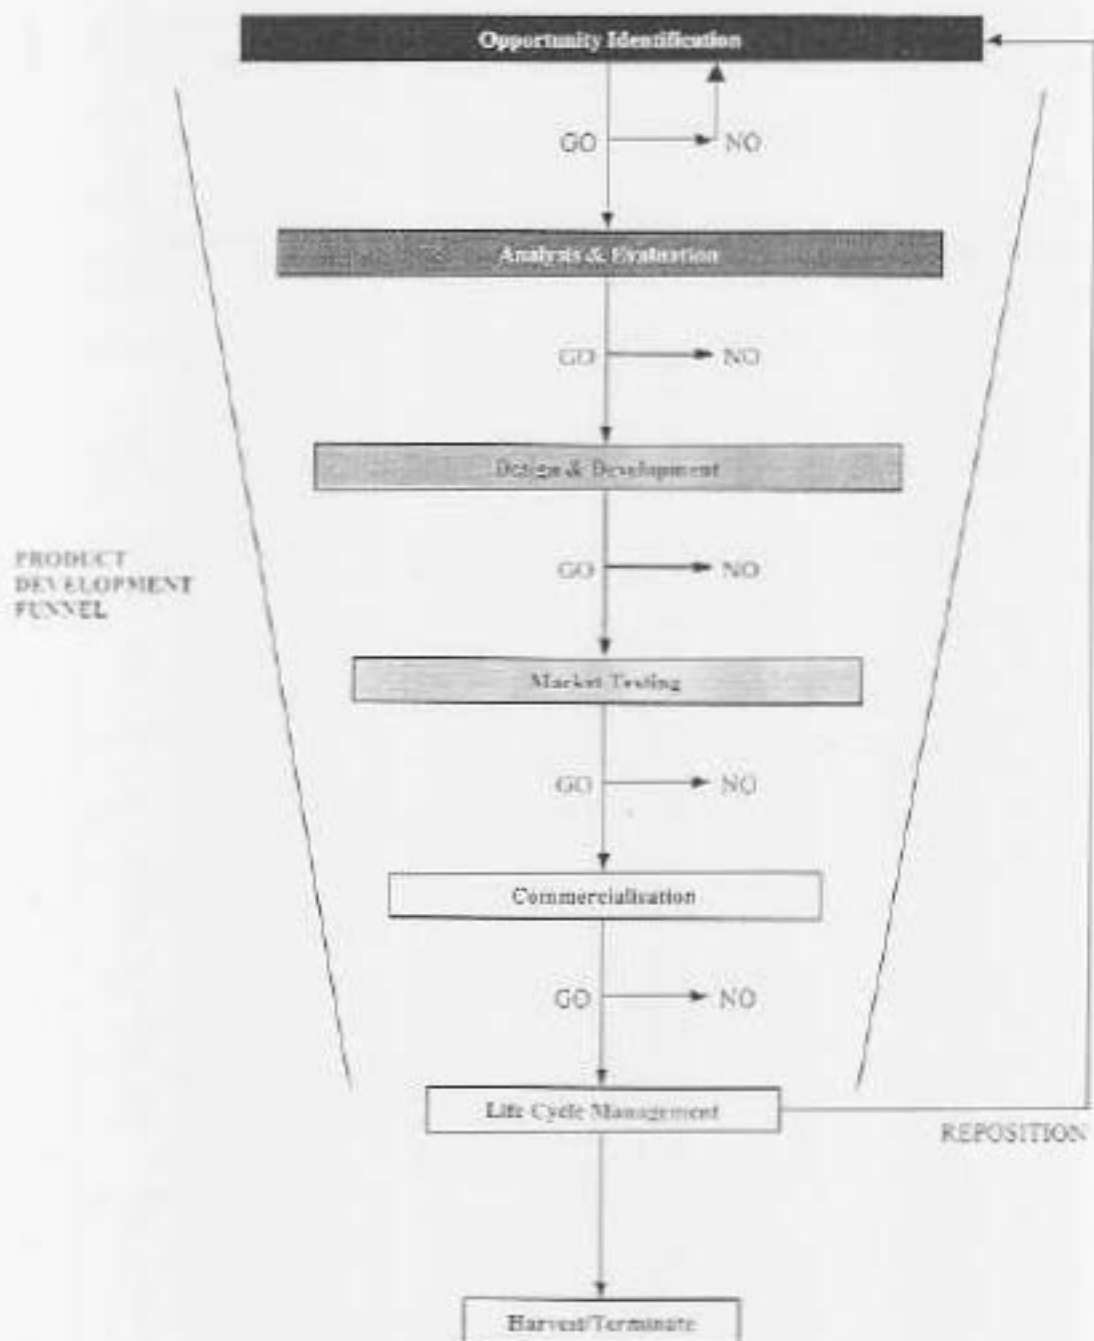 Opportunity Identification
GO NO
Analysis & Evaluation
GO NO
Design & Development
GO NO
PRODUCT
DEVELOPMENT
FUNNEL
Market Testing
GO NO
Commercialisation
GO NO
Life Cycle Management
REPOSITION
Harvest/Terminate